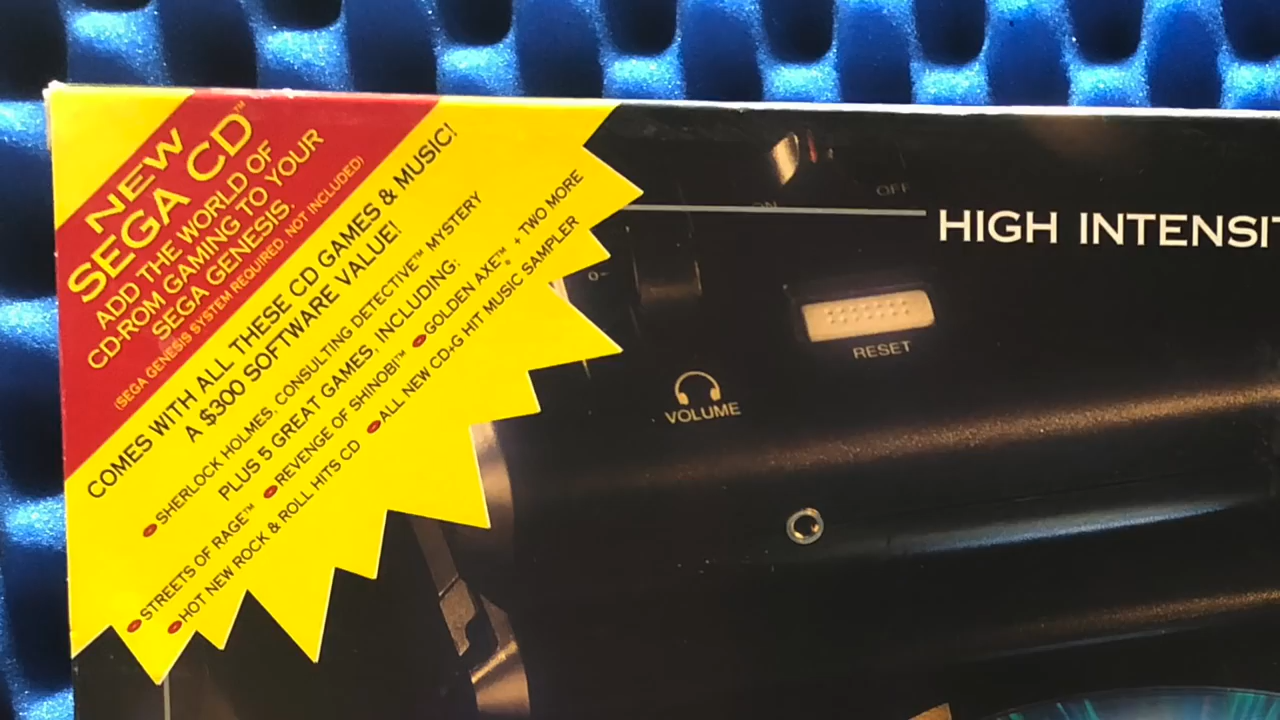 NEW
SEGA CD™
ADD THE WORLD OF
CD-ROM GAMING TO YOUR
SEGA GENESIS.
(SEGA GENESIS SYSTEM REQUIRED, NOT INCLUDED)
COMES WITH ALL THESE CD GAMES & MUSIC!
A $300 SOFTWARE VALUE!
SHERLOCK HOLMES, CONSULTING DETECTIVE™ MYSTERY
PLUS 5 GREAT GAMES, INCLUDING:
STREETS OF RAGE™ REVENGE OF SHINOBI™ GOLDEN AXE™ + TWO MORE
HOT NEW ROCK & ROLL HITS CD ALL NEW CD+G HIT MUSIC SAMPLER
ON
OFF
HIGH INTENSIT
RESET
VOLUME